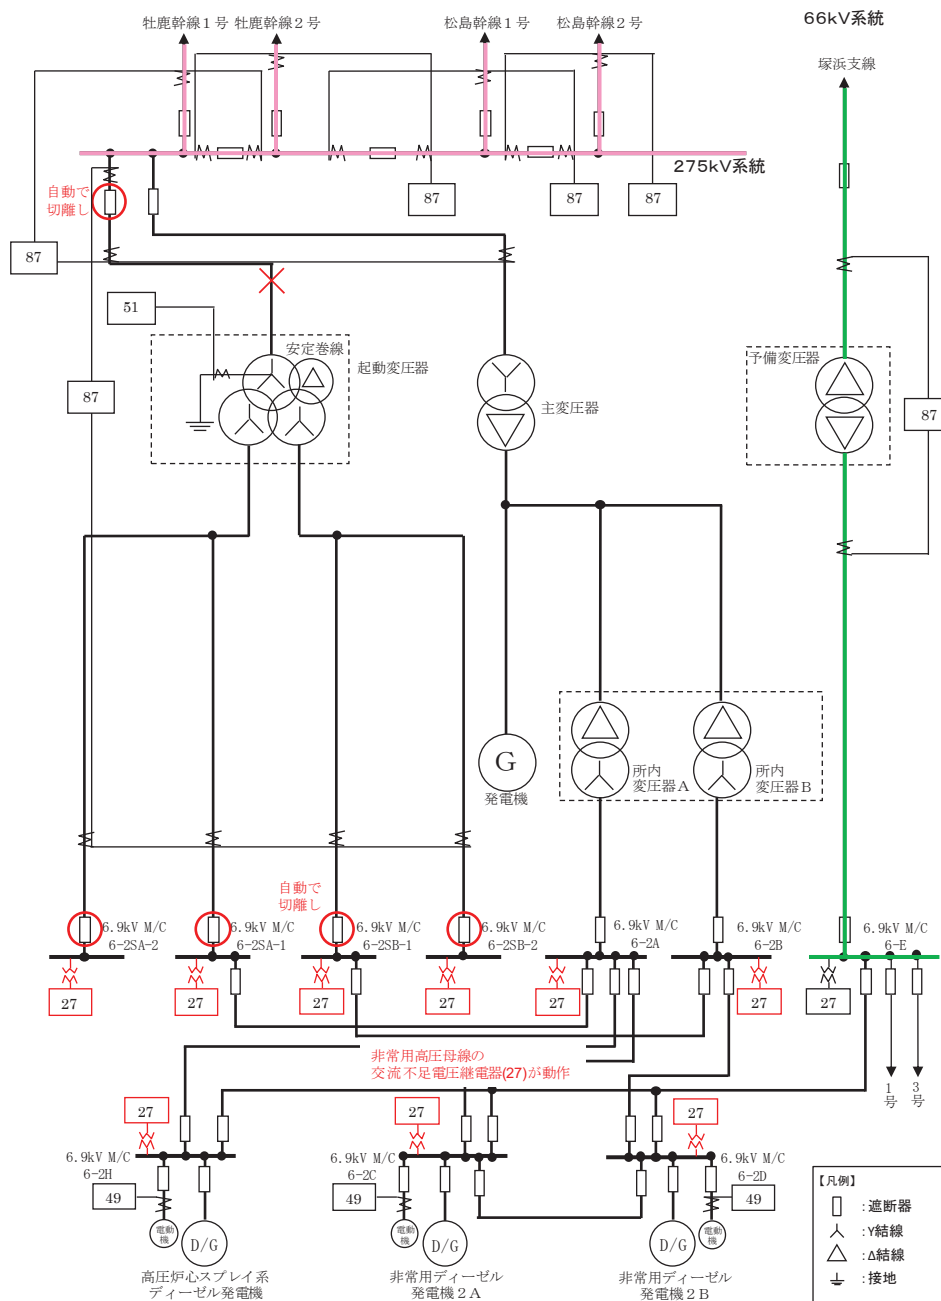 66kV系統
牡鹿幹線1号
牡鹿幹線2号
松島幹線1号
松島幹線2号
塚浜支線
275kV系統
自動で
切離し
87
87
87
87
51
安定巻線
起動変圧器
予備変圧器
主変圧器
87
87
G
発電機
所内
変圧器A
所内
変圧器B
自動で
切離し
6.9kV M/C
6-2SA-2
6.9kV M/C
6-2SA-1
6.9kV M/C
6-2SB-1
6.9kV M/C
6-2SB-2
6.9kV M/C
6-2A
6.9kV M/C
6-2B
6.9kV M/C
6-E
27
27
27
27
27
27
27
非常用高圧母線の
交流不足電圧継電器(27)が動作
1
号
3
号
27
27
27
6.9kV M/C
6-2H
6.9kV M/C
6-2C
6.9kV M/C
6-2D
49
49
49
電動
機
D/G
電動
機
D/G
D/G
電動
機
高圧炉心スプレイ系
ディーゼル発電機
非常用ディーゼル
発電機2A
非常用ディーゼル
発電機2B
【凡例】
:遮断器
:Y結線
:Δ結線
:接地